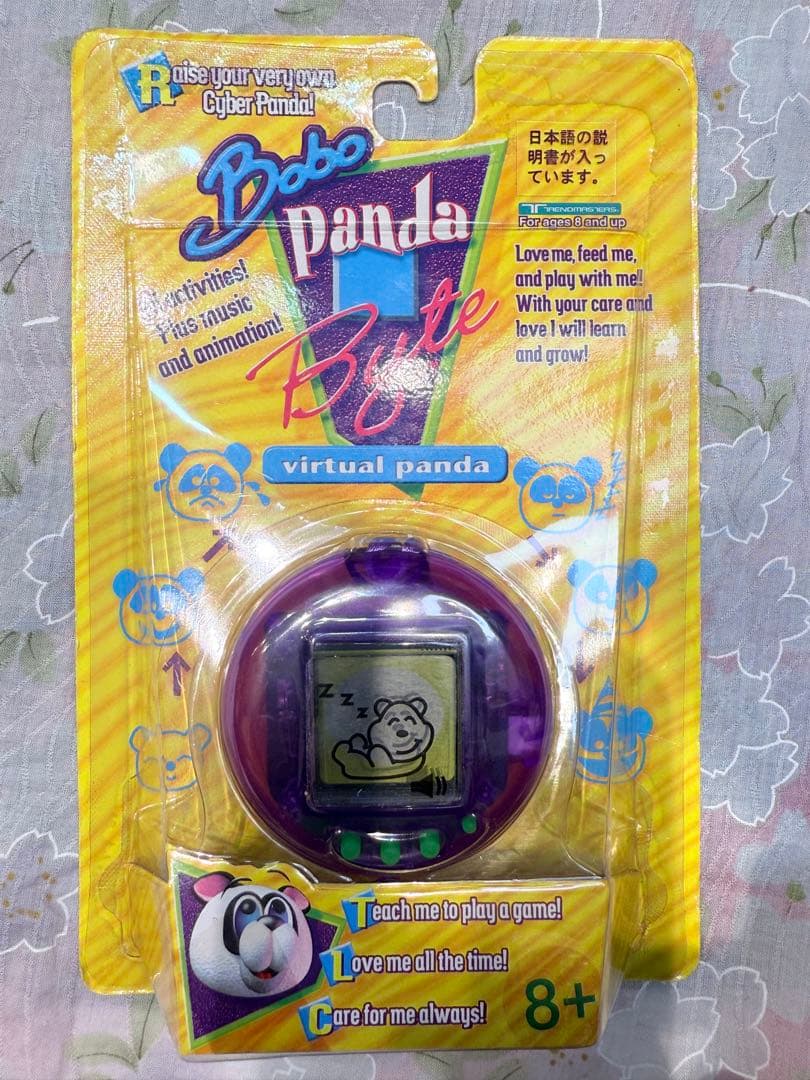 Raise your very own
Cyber Panda!
Bobo
Panda
Byte
virtual panda
日本語の説
明書が入っ
ています。
TRENDMASTERS
For ages 8 and up
activities!
Plus music
and animation!
Love me, feed me,
and play with me!!
With your care and
love I will learn
and grow!
z z z
Teach me to play a game!
Love me all the time!
Care for me always!
8+